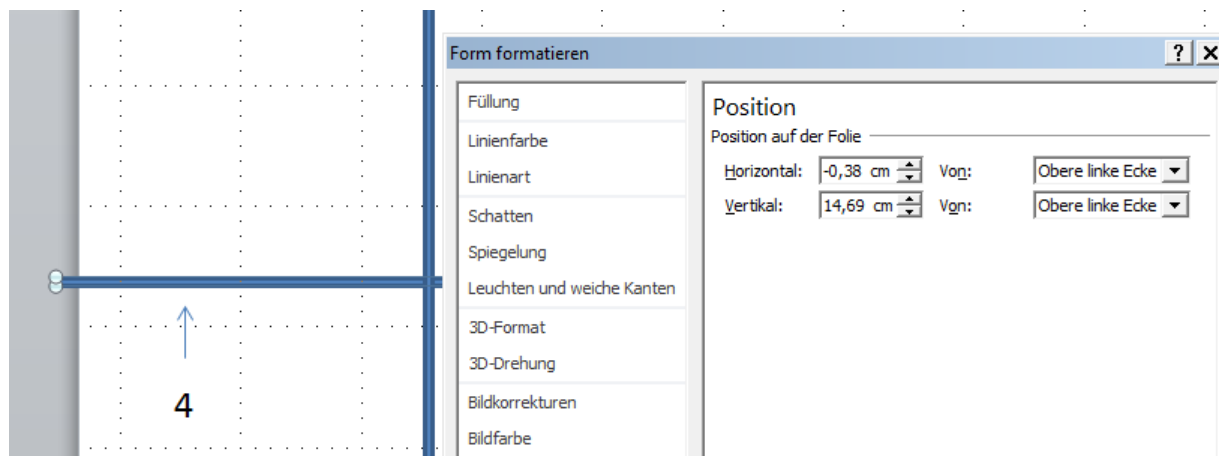 Form formatieren
Füllung
Linienfarbe
Linienart
Schatten
Spiegelung
Leuchten und weiche Kanten
3D-Format
3D-Drehung
Bildkorrekturen
Bildfarbe
Position
Position auf der Folie
Horizontal: -0,38 cm Von: Obere linke Ecke
Vertikal: 14,69 cm Von: Obere linke Ecke
4